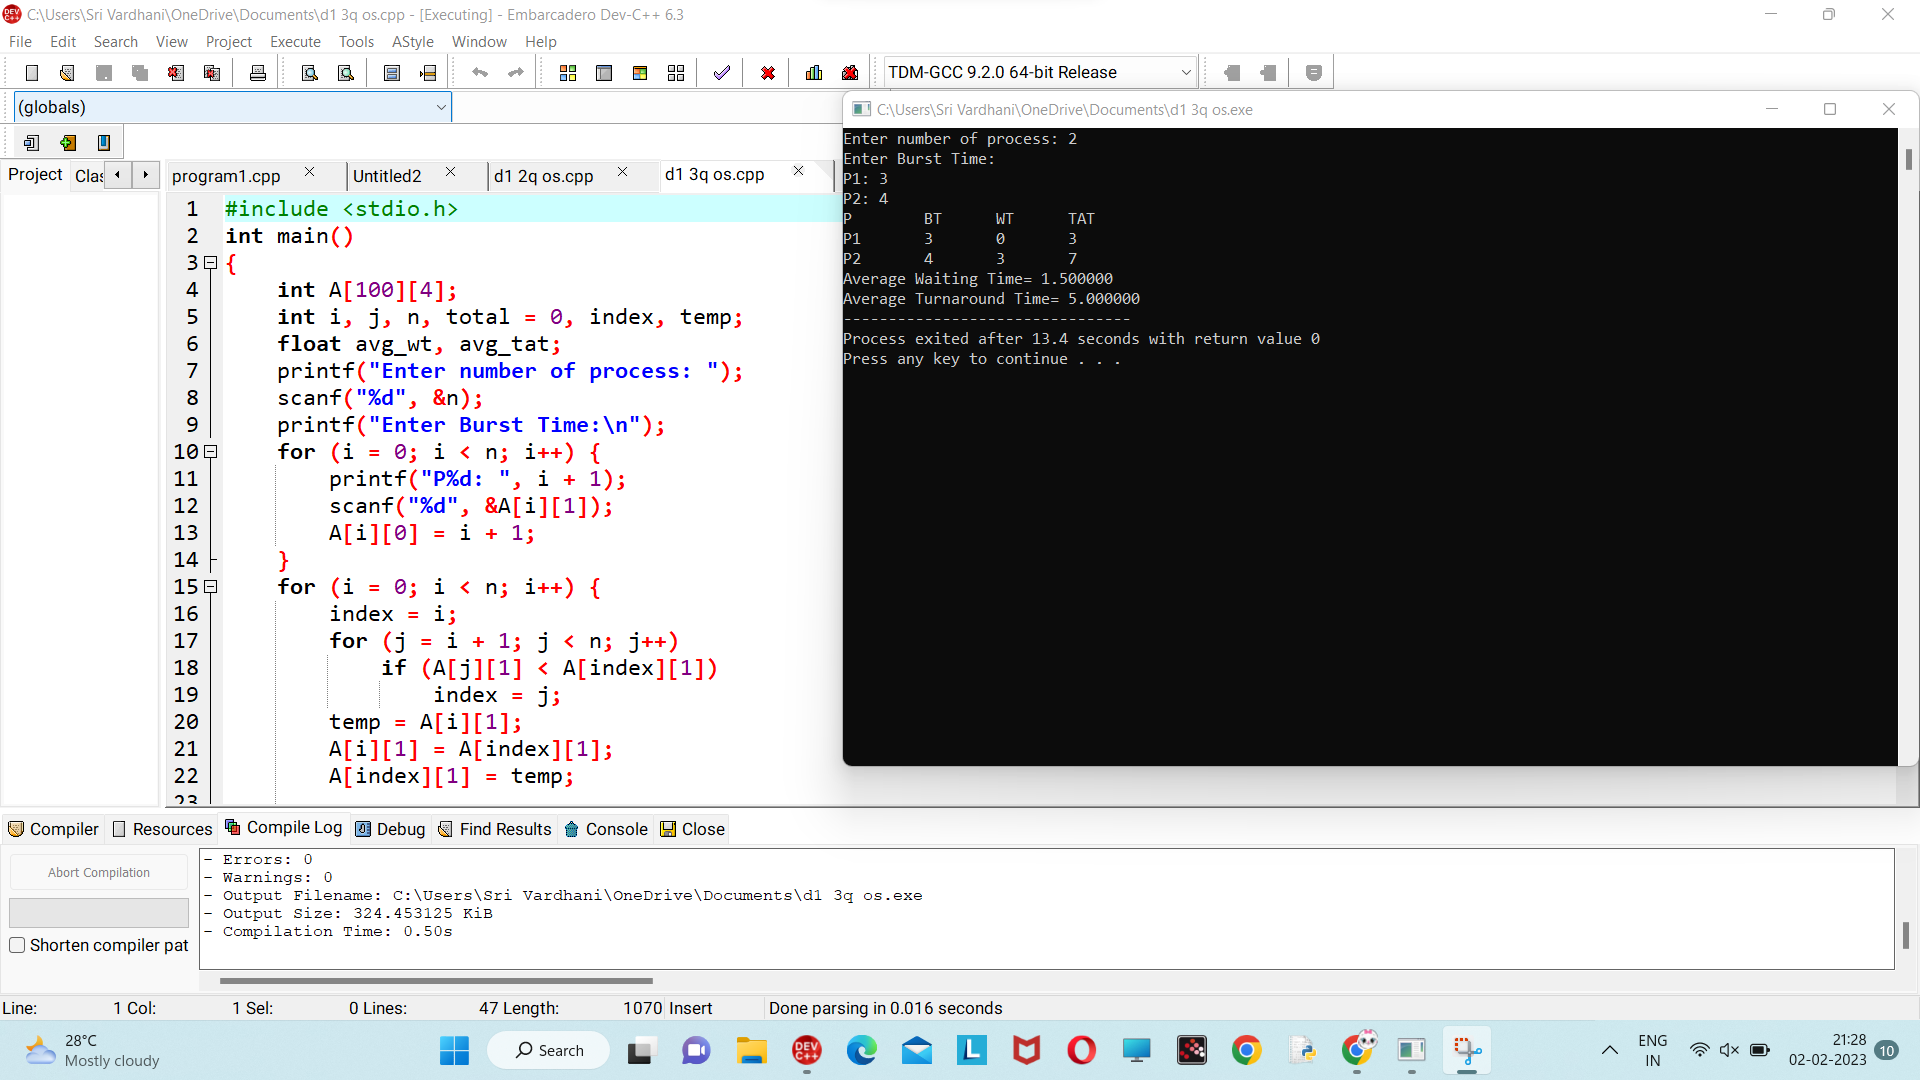 C:\Users\Sri Vardhani\OneDrive\Documents\d1 3q os.cpp - [Executing] - Embarcadero Dev-C++ 6.3
File Edit Search View Project Execute Tools AStyle Window Help
TDM-GCC 9.2.0 64-bit Release
(globals)
Project Clas
program1.cpp Untitled2 d1 2q os.cpp d1 3q os.cpp
1 #include <stdio.h>
2 int main()
3 {
4 int A[100][4];
5 int i, j, n, total = 0, index, temp;
6 float avg_wt, avg_tat;
7 printf("Enter number of process: ");
8 scanf("%d", &n);
9 printf("Enter Burst Time:\n");
10 for (i = 0; i < n; i++) {
11 printf("P%d: ", i + 1);
12 scanf("%d", &A[i][1]);
13 A[i][0] = i + 1;
14 }
15 for (i = 0; i < n; i++) {
16 index = i;
17 for (j = i + 1; j < n; j++)
18 if (A[j][1] < A[index][1])
19 index = j;
20 temp = A[i][1];
21 A[i][1] = A[index][1];
22 A[index][1] = temp;
23
C:\Users\Sri Vardhani\OneDrive\Documents\d1 3q os.exe
Enter number of process: 2
Enter Burst Time:
P1: 3
P2: 4
P BT WT TAT
P1 3 0 3
P2 4 3 7
Average Waiting Time= 1.500000
Average Turnaround Time= 5.000000
--------------------------------
Process exited after 13.4 seconds with return value 0
Press any key to continue . . .
Compiler Resources Compile Log Debug Find Results Console Close
Abort Compilation
Shorten compiler pat
- Errors: 0
- Warnings: 0
- Output Filename: C:\Users\Sri Vardhani\OneDrive\Documents\d1 3q os.exe
- Output Size: 324.453125 KiB
- Compilation Time: 0.50s
Line: 1 Col: 1 Sel: 0 Lines: 47 Length: 1070 Insert Done parsing in 0.016 seconds
28°C
Mostly cloudy
Search
DEV C++
L
ENG
IN
21:28
02-02-2023
10